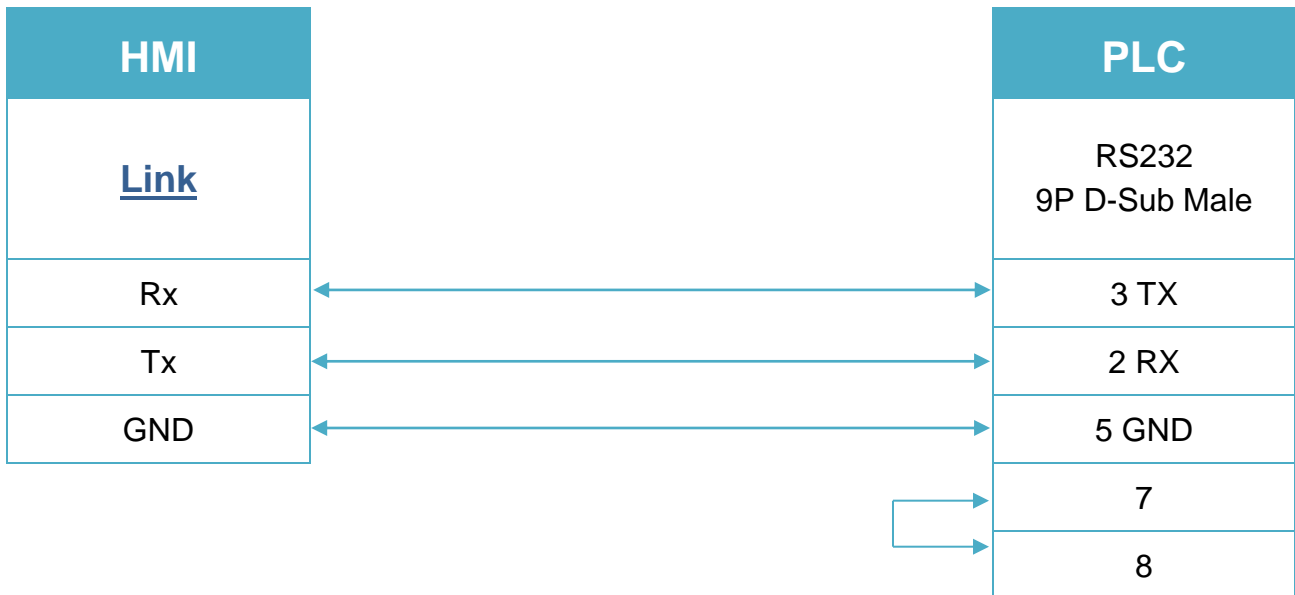 HMI
PLC
Link
RS232
9P D-Sub Male
Rx
3 TX
Tx
2 RX
GND
5 GND
7
8